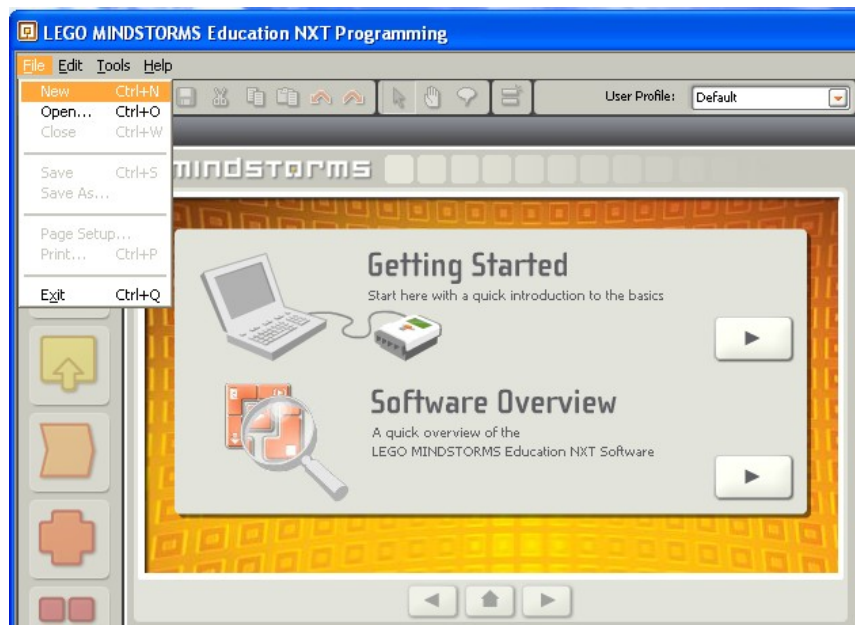 LEGO MINDSTORMS Education NXT Programming
File Edit Tools Help
New Ctrl+N
Open... Ctrl+O
Close Ctrl+W
Save Ctrl+S
Save As...
Page Setup...
Print... Ctrl+P
Exit Ctrl+Q
User Profile: Default
mindstorms
Getting Started
Start here with a quick introduction to the basics
Software Overview
A quick overview of the
LEGO MINDSTORMS Education NXT Software